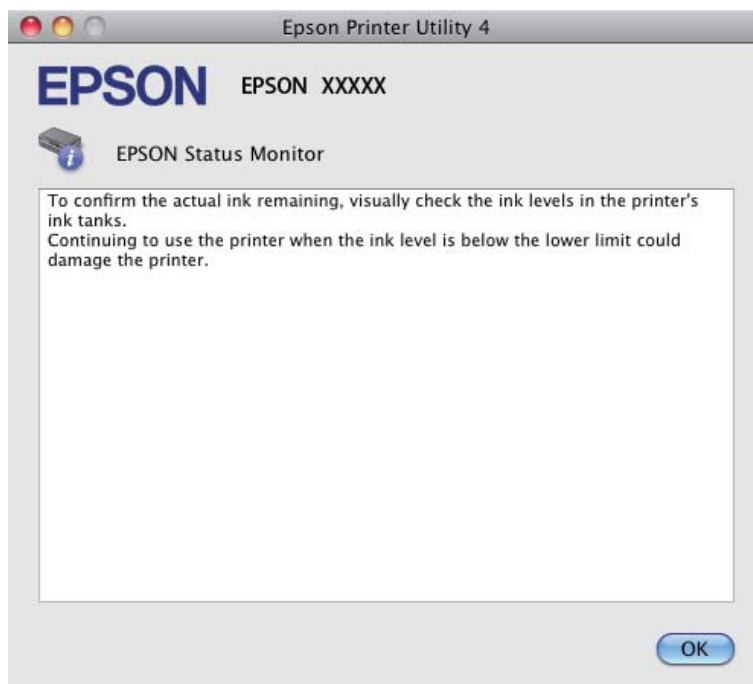 Epson Printer Utility 4
EPSON EPSON XXXXX
EPSON Status Monitor
To confirm the actual ink remaining, visually check the ink levels in the printer's
ink tanks.
Continuing to use the printer when the ink level is below the lower limit could
damage the printer.
OK